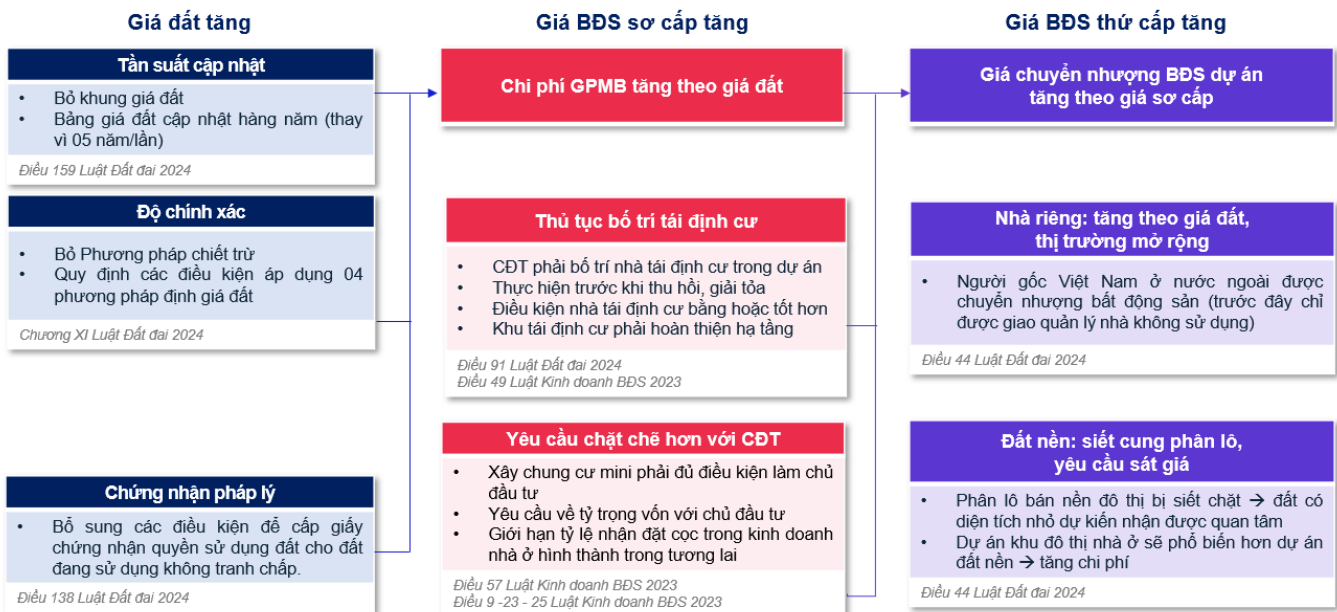 Giá đất tăng
Tần suất cập nhật
• Bỏ khung giá đất
• Bảng giá đất cập nhật hàng năm (thay
vì 05 năm/lần)
Điều 159 Luật Đất đai 2024
Độ chính xác
• Bỏ Phương pháp chiết trừ
• Quy định các điều kiện áp dụng 04
phương pháp định giá đất
Chương XI Luật Đất đai 2024
Chứng nhận pháp lý
• Bổ sung các điều kiện để cấp giấy
chứng nhận quyền sử dụng đất cho đất
đang sử dụng không tranh chấp.
Điều 138 Luật Đất đai 2024
Giá BĐS sơ cấp tăng
Chi phí GPMB tăng theo giá đất
Thủ tục bố trí tái định cư
• CĐT phải bố trí nhà tái định cư trong dự án
• Thực hiện trước khi thu hồi, giải tỏa
• Điều kiện nhà tái định cư bằng hoặc tốt hơn
• Khu tái định cư phải hoàn thiện hạ tầng
Điều 91 Luật Đất đai 2024
Điều 49 Luật Kinh doanh BĐS 2023
Yêu cầu chặt chẽ hơn với CĐT
• Xây chung cư mini phải đủ điều kiện làm chủ
đầu tư
• Yêu cầu về tỷ trọng vốn với chủ đầu tư
• Giới hạn tỷ lệ nhận đặt cọc trong kinh doanh
nhà ở hình thành trong tương lai
Điều 57 Luật Kinh doanh BĐS 2023
Điều 9 -23 - 25 Luật Kinh doanh BĐS 2023
Giá BĐS thứ cấp tăng
Giá chuyển nhượng BĐS dự án
tăng theo giá sơ cấp
Nhà riêng: tăng theo giá đất,
thị trường mở rộng
• Người gốc Việt Nam ở nước ngoài được
chuyển nhượng bất động sản (trước đây chỉ
được giao quản lý nhà không sử dụng)
Điều 44 Luật Đất đai 2024
Đất nền: siết cung phân lô,
yêu cầu sát giá
• Phân lô bán nền đô thị bị siết chặt → đất có
diện tích nhỏ dự kiến nhận được quan tâm
• Dự án khu đô thị nhà ở sẽ phổ biến hơn dự án
đất nền → tăng chi phí
Điều 44 Luật Đất đai 2024